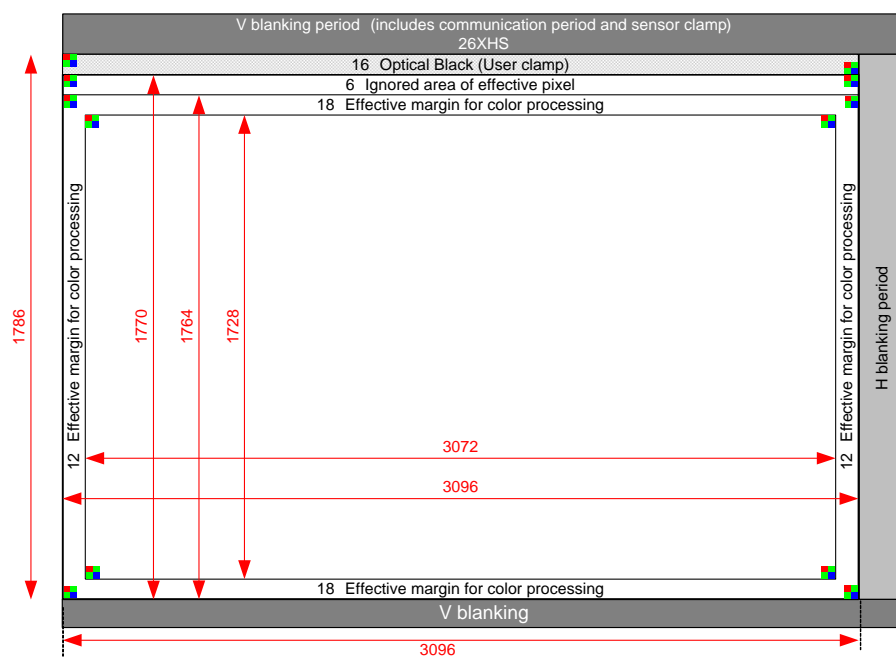 V blanking period (includes communication period and sensor clamp)
26XHS
16 Optical Black (User clamp)
6 Ignored area of effective pixel
18 Effective margin for color processing
12 Effective margin for color processing
12 Effective margin for color processing
H blanking period
1786
1770
1764
1728
3072
3096
18 Effective margin for color processing
V blanking
3096